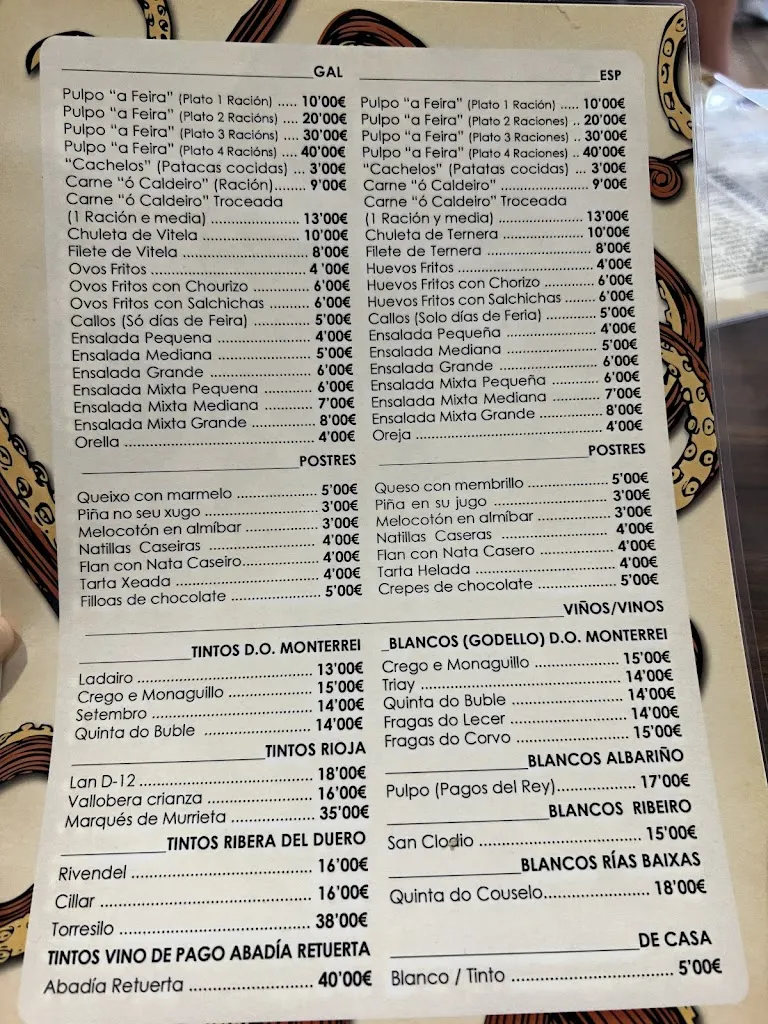 GAL
Pulpo "a Feira" (Plato 1 Ración) ..... 10'00€
Pulpo "a Feira" (Plato 2 Racións) .. 20'00€
Pulpo "a Feira" (Plato 3 Racións) .... 30'00€
Pulpo "a Feira" (Plato 4 Racións) .... 40'00€
"Cachelos" (Patacas cocidas) ... 3'00€
Carne "ó Caldeiro" (Ración)....... 9'00€
Carne "ó Caldeiro" Troceada
(1 Ración e media) ..................... 13'00€
Chuleta de Vitela ....................... 10'00€
Filete de Vitela ............................ 8'00€
Ovos Fritos .................................. 4 '00€
Ovos Fritos con Chourizo ........... 6'00€
Ovos Fritos con Salchichas ......... 6'00€
Callos (Só días de Feira) ............. 5'00€
Ensalada Pequena ..................... 4'00€
Ensalada Mediana ..................... 5'00€
Ensalada Grande ....................... 6'00€
Ensalada Mixta Pequena ........... 6'00€
Ensalada Mixta Mediana ........... 7'00€
Ensalada Mixta Grande ............. 8'00€
Orella .......................................... 4'00€
POSTRES
Queixo con marmelo ................. 5'00€
Piña no seu xugo ........................ 3'00€
Melocotón en almíbar ............... 3'00€
Natillas Caseiras ........................ 4'00€
Flan con Nata Caseiro................ 4'00€
Tarta Xeada ................................ 4'00€
Filloas de chocolate ................... 5'00€
ESP
Pulpo "a Feira" (Plato 1 Ración) ..... 10'00€
Pulpo "a Feira" (Plato 2 Raciones) .. 20'00€
Pulpo "a Feira" (Plato 3 Raciones) .. 30'00€
Pulpo "a Feira" (Plato 4 Raciones) .. 40'00€
"Cachelos" (Patatas cocidas) ... 3'00€
Carne "ó Caldeiro" ..................... 9'00€
Carne "ó Caldeiro" Troceada
(1 Ración y media) ..................... 13'00€
Chuleta de Ternera .................... 10'00€
Filete de Ternera ......................... 8'00€
Huevos Fritos ................................ 4'00€
Huevos Fritos con Chorizo .......... 6'00€
Huevos Fritos con Salchichas ....... 6'00€
Callos (Solo días de Feria) ........... 5'00€
Ensalada Pequeña ..................... 4'00€
Ensalada Mediana ..................... 5'00€
Ensalada Grande ....................... 6'00€
Ensalada Mixta Pequeña ........... 6'00€
Ensalada Mixta Mediana ........... 7'00€
Ensalada Mixta Grande ............. 8'00€
Oreja ........................................... 4'00€
POSTRES
Queso con membrillo ................. 5'00€
Piña en su jugo ........................... 3'00€
Melocotón en almíbar ............... 3'00€
Natillas Caseras ......................... 4'00€
Flan con Nata Casero ................ 4'00€
Tarta Helada ............................... 4'00€
Crepes de chocolate ................. 5'00€
VIÑOS/VINOS
TINTOS D.O. MONTERREI
Ladairo ........................................ 13'00€
Crego e Monaguillo ................... 15'00€
Setembro .................................... 14'00€
Quinta do Buble ........................ 14'00€
TINTOS RIOJA
Lan D-12 ...................................... 18'00€
Vallobera crianza ....................... 16'00€
Marqués de Murrieta ................. 35'00€
TINTOS RIBERA DEL DUERO
Rivendel ...................................... 16'00€
Cillar ............................................ 16'00€
Torresilo ....................................... 38'00€
TINTOS VINO DE PAGO ABADÍA RETUERTA
Abadía Retuerta ........................ 40'00€
BLANCOS (GODELLO) D.O. MONTERREI
Crego e Monaguillo ................... 15'00€
Triay .............................................. 14'00€
Quinta do Buble ........................ 14'00€
Fragas do Lecer ......................... 14'00€
Fragas do Corvo ........................ 15'00€
BLANCOS ALBARIÑO
Pulpo (Pagos del Rey)................ 17'00€
BLANCOS RIBEIRO
San Clodio .................................. 15'00€
BLANCOS RÍAS BAIXAS
Quinta do Couselo..................... 18'00€
DE CASA
Blanco / Tinto ................................ 5'00€